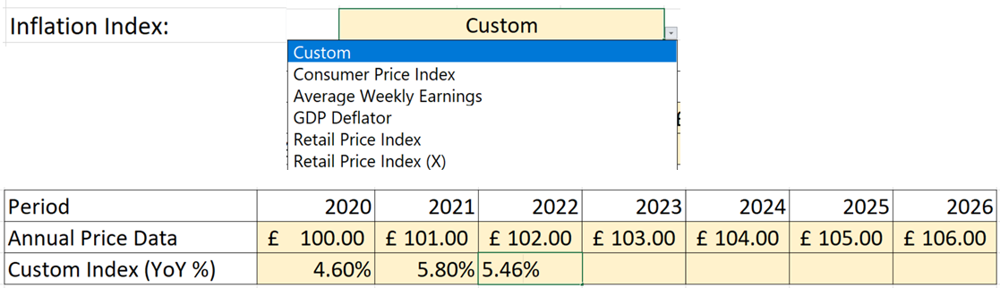 Inflation Index: Custom
Custom
Consumer Price Index
Average Weekly Earnings
GDP Deflator
Retail Price Index
Retail Price Index (X)
Period 2020 2021 2022 2023 2024 2025 2026
Annual Price Data £ 100.00 £ 101.00 £ 102.00 £ 103.00 £ 104.00 £ 105.00 £ 106.00
Custom Index (YoY %) 4.60% 5.80% 5.46%